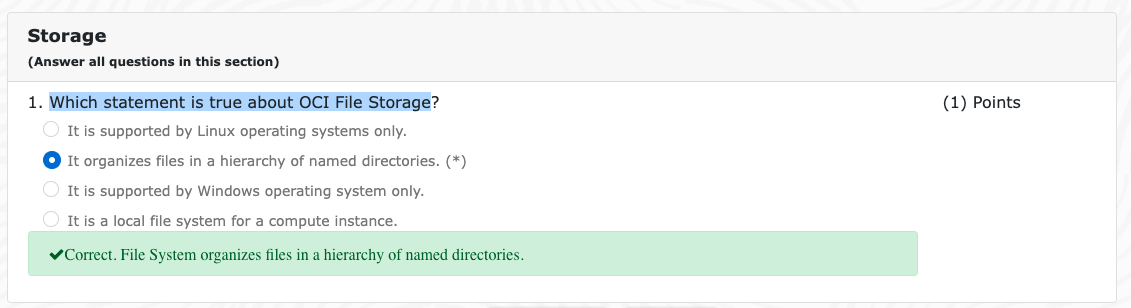 Storage
(Answer all questions in this section)
1. Which statement is true about OCI File Storage? (1) Points
It is supported by Linux operating systems only.
It organizes files in a hierarchy of named directories. (*)
It is supported by Windows operating system only.
It is a local file system for a compute instance.
✔Correct. File System organizes files in a hierarchy of named directories.